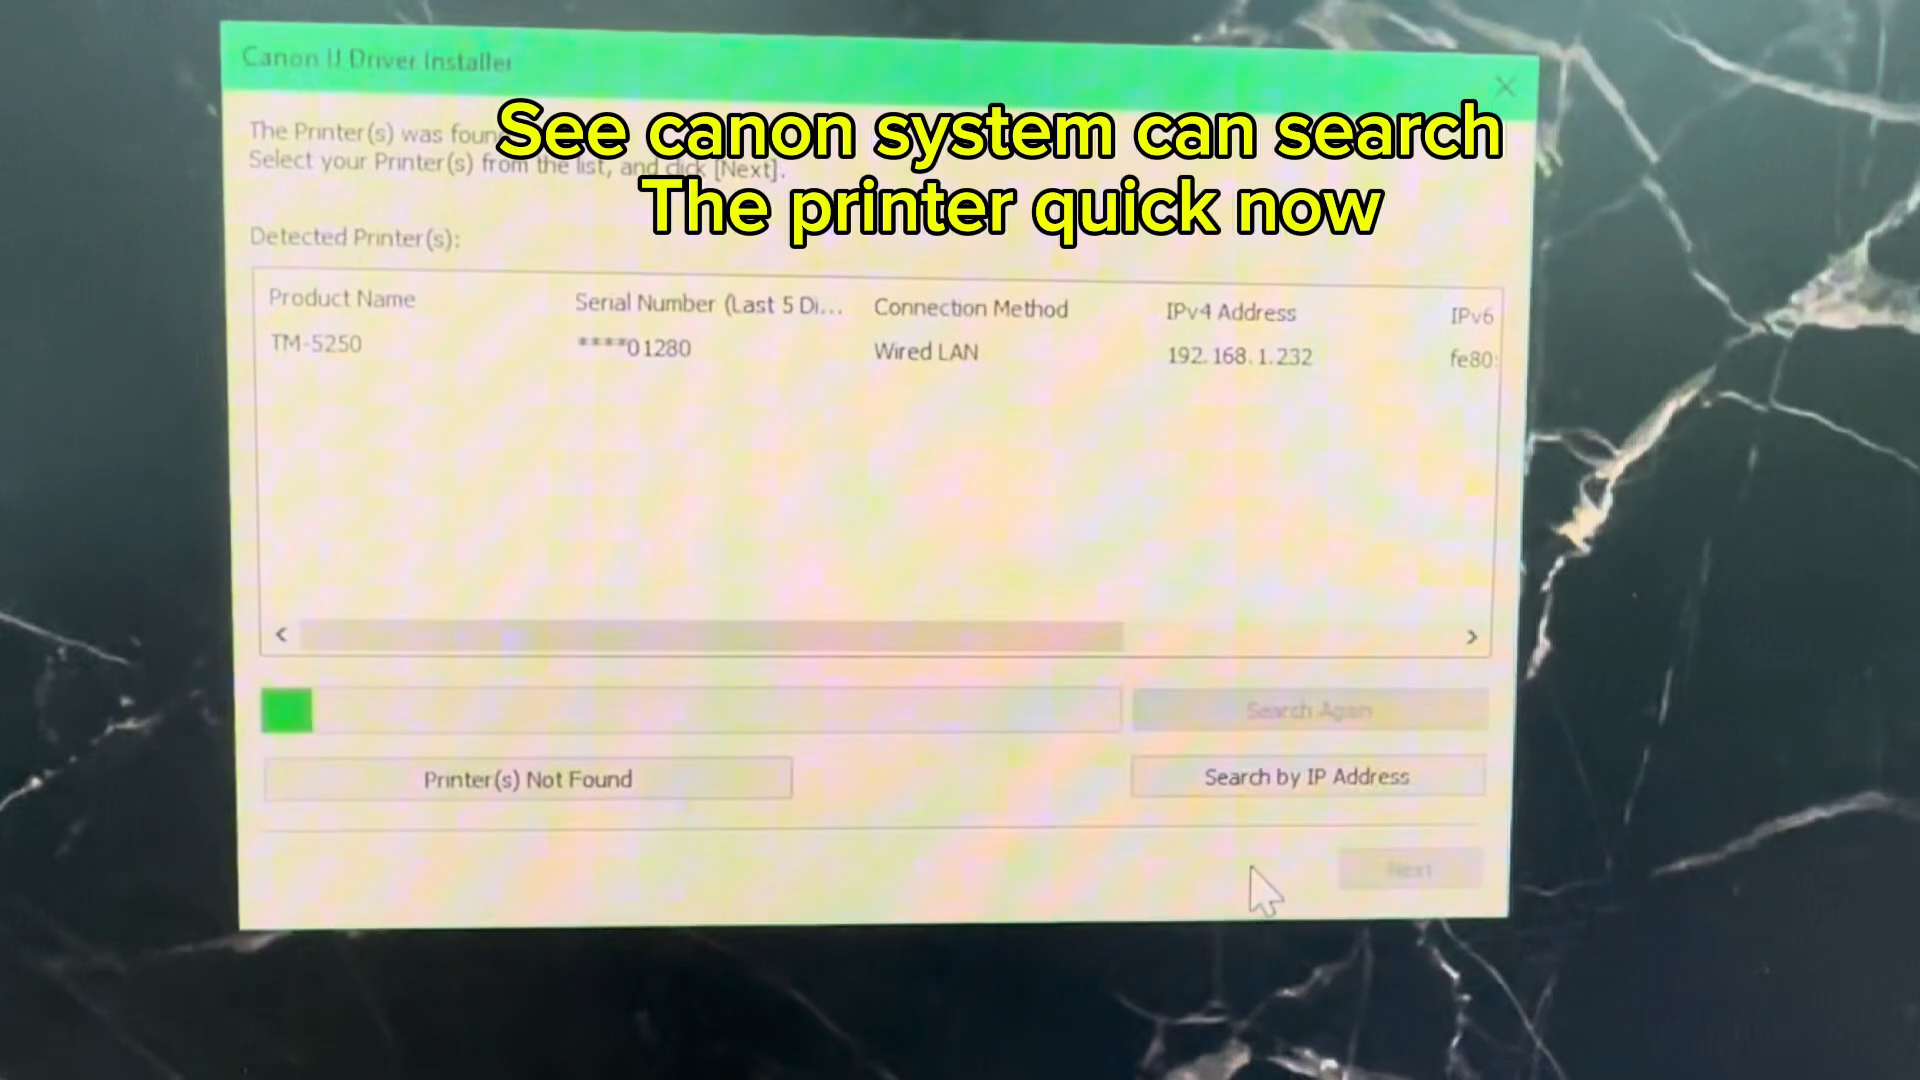 Canon IJ Driver Installer
See canon system can search
The printer quick now
The Printer(s) was foun
Select your Printer(s) from the list, and click [Next].
Detected Printer(s):
Product Name Serial Number (Last 5 Di... Connection Method IPv4 Address IPv6
TM-5250 ****01280 Wired LAN 192.168.1.232 fe80:
Search Again
Printer(s) Not Found Search by IP Address
Next